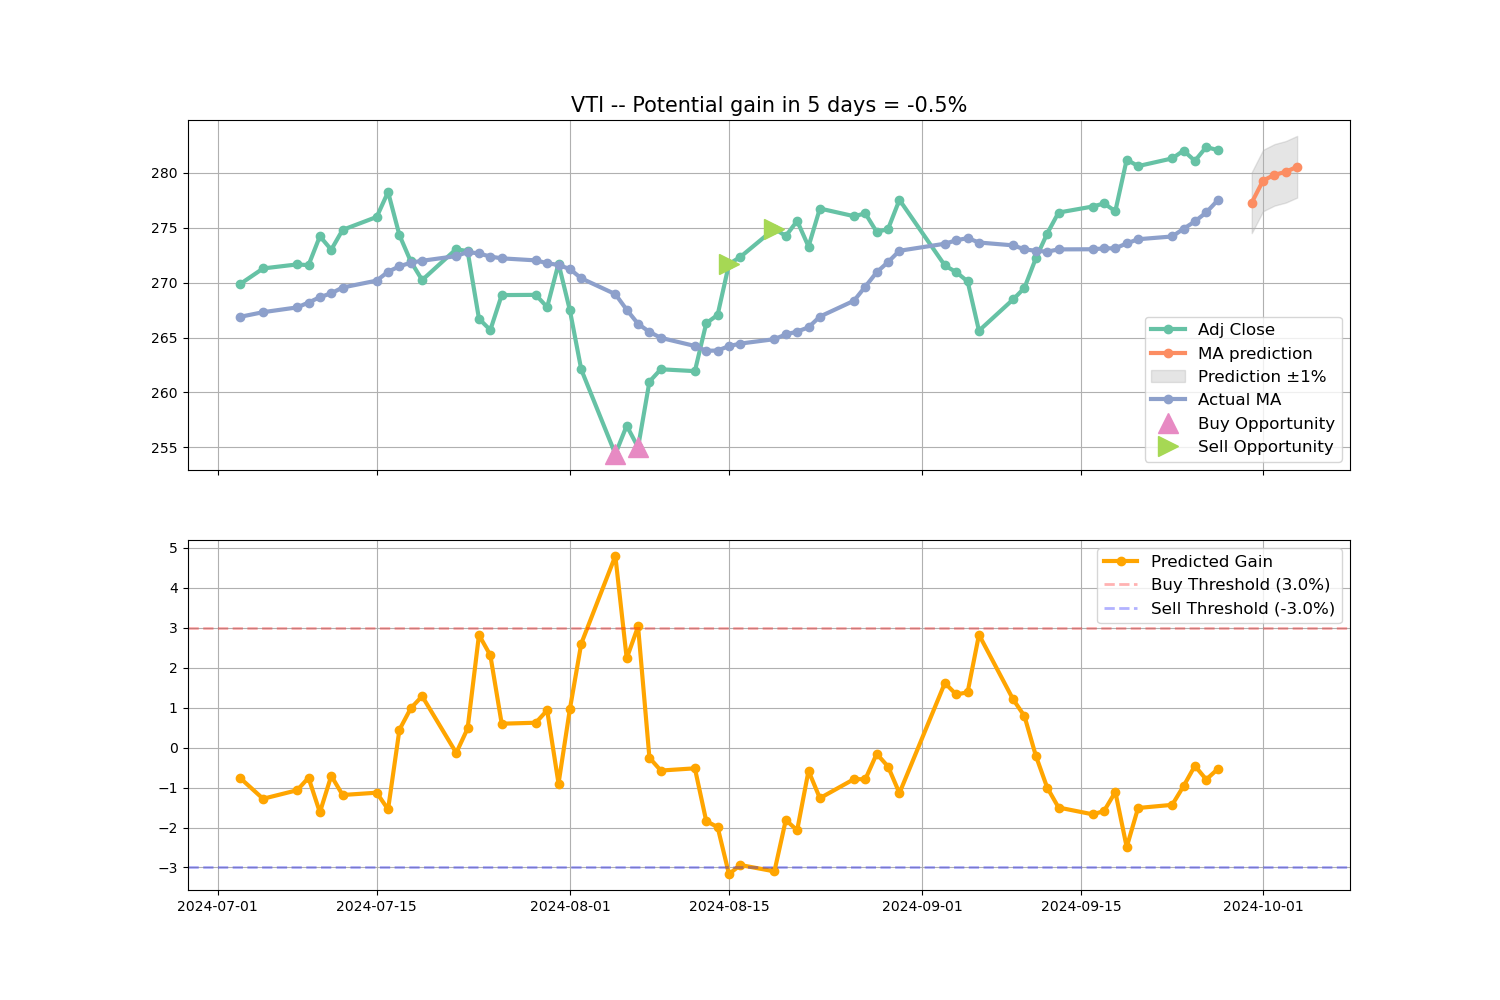 VTI -- Potential gain in 5 days = -0.5%
280
275
270
265
260
255
Adj Close
MA prediction
Prediction ±1%
Actual MA
Buy Opportunity
Sell Opportunity
5
4
3
2
1
0
−1
−2
−3
Predicted Gain
Buy Threshold (3.0%)
Sell Threshold (-3.0%)
2024-07-01 2024-07-15 2024-08-01 2024-08-15 2024-09-01 2024-09-15 2024-10-01